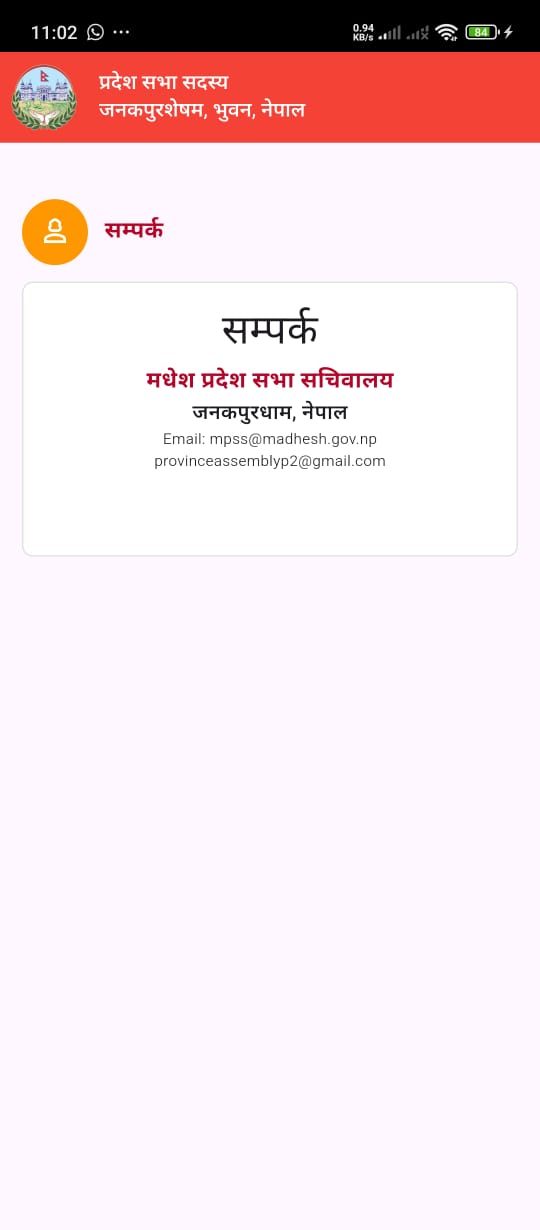 11:02
0.94
KB/s
84
प्रदेश सभा सदस्य
जनकपुरशेषम, भुवन, नेपाल
सम्पर्क
सम्पर्क
मधेश प्रदेश सभा सचिवालय
जनकपुरधाम, नेपाल
Email: mpss@madhesh.gov.np
provinceassemblyp2@gmail.com